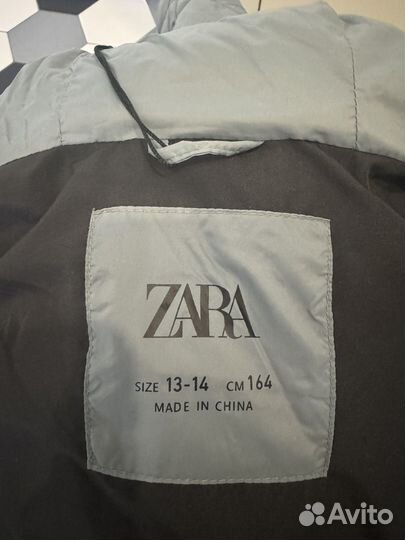 ZARA
SIZE 13-14 CM 164
MADE IN CHINA
Avito